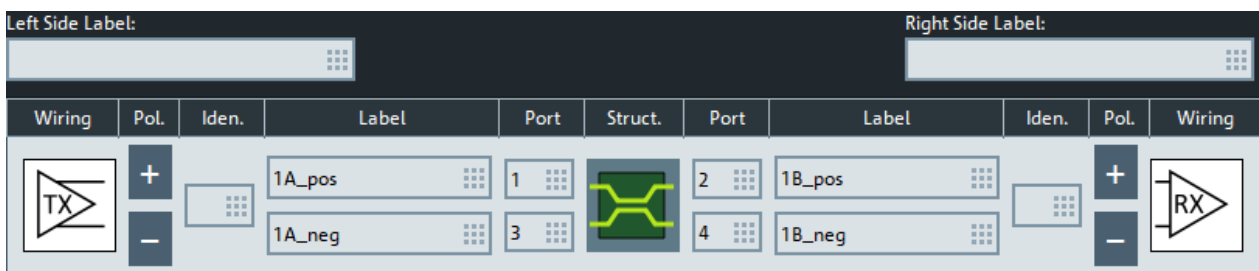 Left Side Label: Right Side Label:
Wiring Pol. Iden. Label Port Struct. Port Label Iden. Pol. Wiring
TX + 1A_pos 1 2 1B_pos + RX
− 1A_neg 3 4 1B_neg −